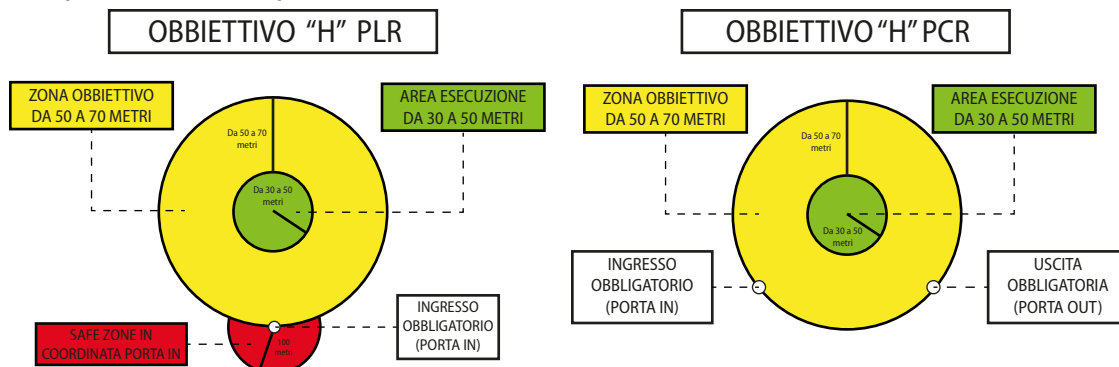 OBBIETTIVO “H” PLR
ZONA OBBIETTIVO
DA 50 A 70 METRI
AREA ESECUZIONE
DA 30 A 50 METRI
Da 50 a 70
metri
Da 30 a 50
metri
INGRESSO
OBBLIGATORIO
(PORTA IN)
SAFE ZONE IN
COORDINATA PORTA IN
100
metri
OBBIETTIVO “H” PCR
ZONA OBBIETTIVO
DA 50 A 70 METRI
AREA ESECUZIONE
DA 30 A 50 METRI
Da 50 a 70
metri
Da 30 a 50
metri
INGRESSO
OBBLIGATORIO
(PORTA IN)
USCITA
OBBLIGATORIA
(PORTA OUT)